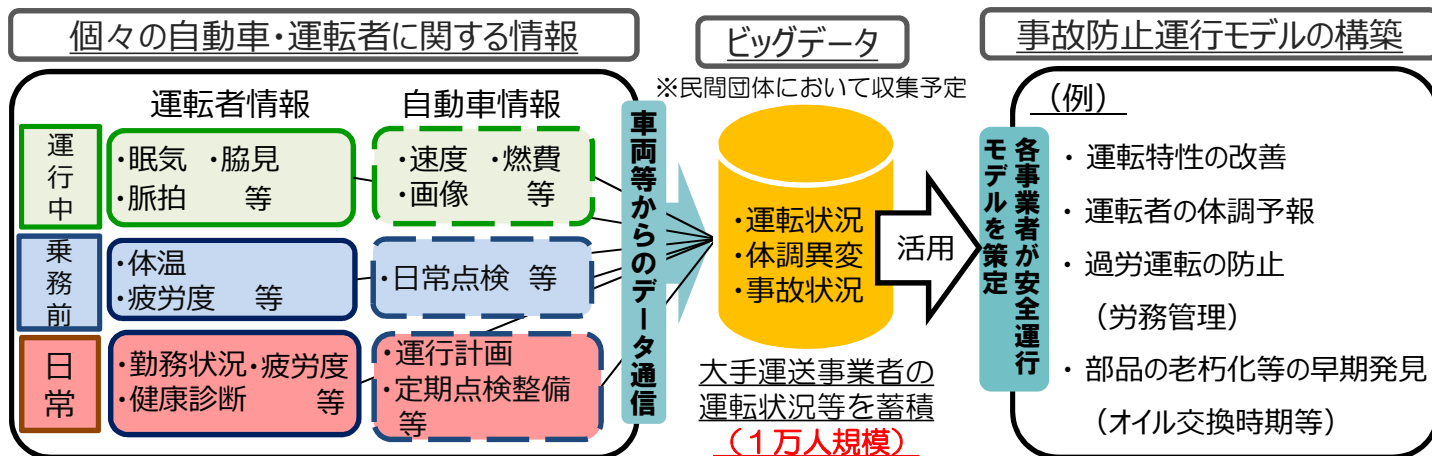 個々の自動車・運転者に関する情報
運転者情報
自動車情報
運行中
・眠気 ・脇見
・脈拍 等
・速度 ・燃費
・画像 等
乗務前
・体温
・疲労度 等
・日常点検 等
日常
・勤務状況・疲労度
・健康診断 等
・運行計画
・定期点検整備
等
車両等からのデータ通信
ビッグデータ
※民間団体において収集予定
・運転状況
・体調異変
・事故状況
大手運送事業者の
運転状況等を蓄積
（１万人規模）
活用
事故防止運行モデルの構築
各事業者が安全運行
モデルを策定
（例）
・ 運転特性の改善
・ 運転者の体調予報
・ 過労運転の防止
（労務管理）
・ 部品の老朽化等の早期発見
（オイル交換時期等）